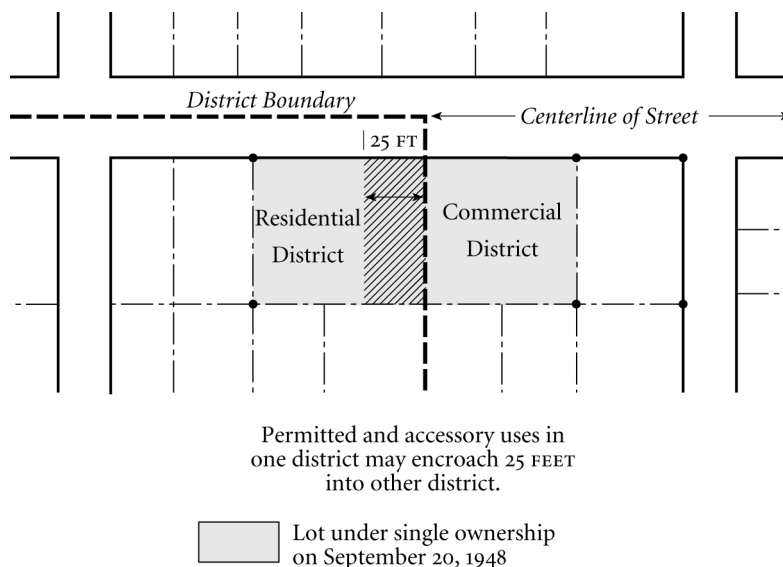 District Boundary
Centerline of Street
25 FT
Residential
District
Commercial
District
Permitted and accessory uses in
one district may encroach 25 FEET
into other district.
Lot under single ownership
on September 20, 1948